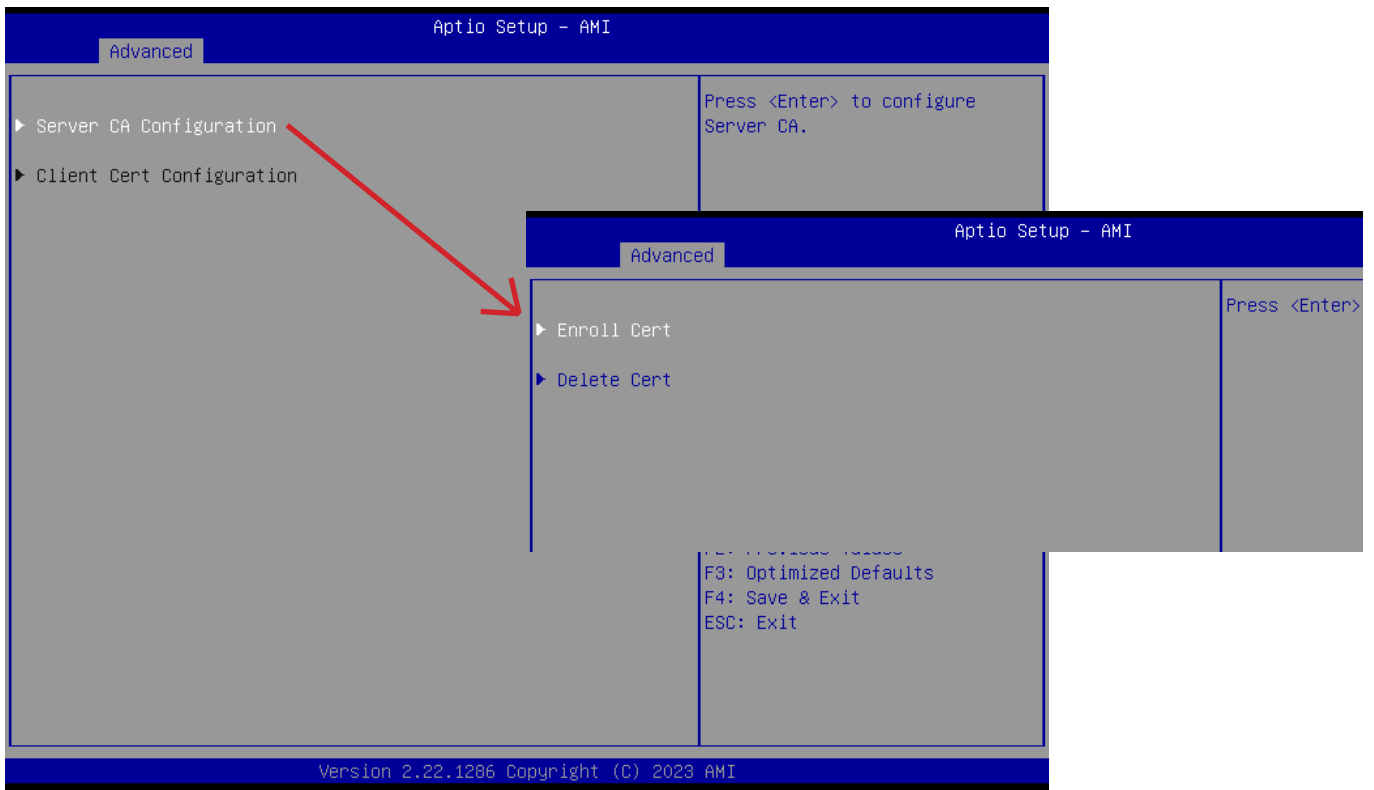 Aptio Setup – AMI
Advanced
Server CA Configuration
Client Cert Configuration
Press <Enter> to configure
Server CA.
Aptio Setup – AMI
Advanced
Enroll Cert
Delete Cert
Press <Enter>
F3: Optimized Defaults
F4: Save & Exit
ESC: Exit
Version 2.22.1286 Copyright (C) 2023 AMI